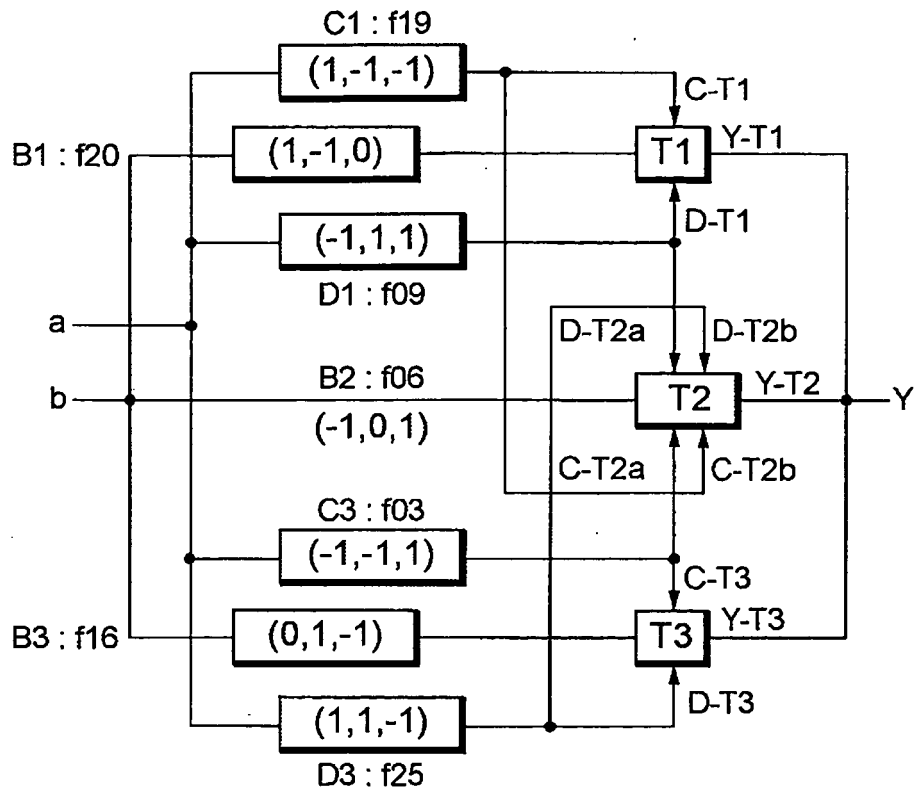 C1 : f19
(1,-1,-1)
C-T1
B1 : f20
(1,-1,0)
T1
Y-T1
D-T1
(-1,1,1)
D1 : f09
a
D-T2a
D-T2b
B2 : f06
b
T2
Y-T2
Y
(-1,0,1)
C-T2a
C-T2b
C3 : f03
(-1,-1,1)
C-T3
B3 : f16
(0,1,-1)
T3
Y-T3
D-T3
(1,1,-1)
D3 : f25